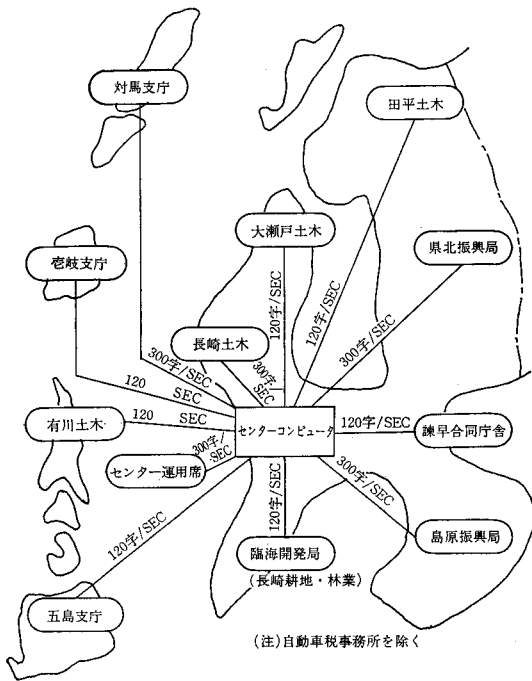 対馬支庁
田平土木
大瀬戸土木
県北振興局
壱岐支庁
120字/SEC
120字/SEC
長崎土木
300字/SEC
300字/SEC
300字/SEC
120 SEC
有川土木
120 SEC
センターコンピュータ
120字/SEC
諫早合同庁舎
センター運用席
300字/SEC
120字/SEC
300字/SEC
120字/SEC
臨海開発局
(長崎耕地・林業)
島原振興局
五島支庁
(注)自動車税事務所を除く